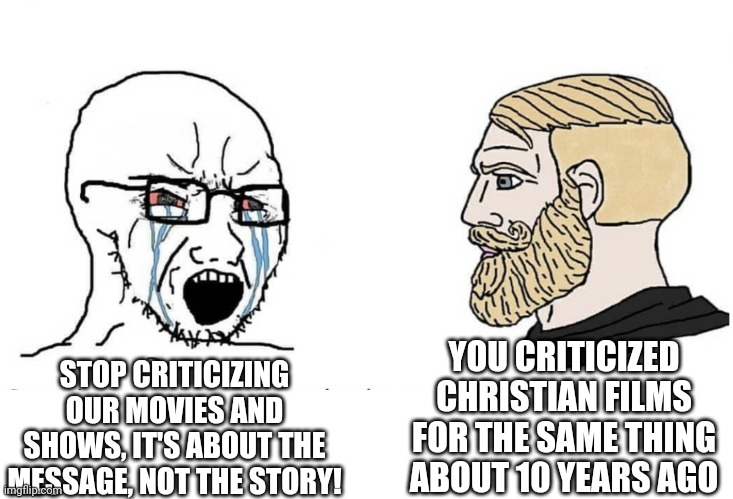 STOP CRITICIZING
OUR MOVIES AND
SHOWS, IT'S ABOUT THE
MESSAGE, NOT THE STORY!
YOU CRITICIZED
CHRISTIAN FILMS
FOR THE SAME THING
ABOUT 10 YEARS AGO
imgflip.com